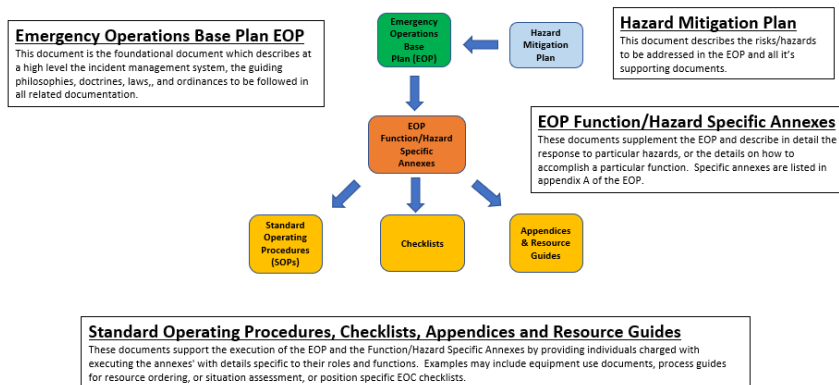 Emergency Operations Base Plan EOP
This document is the foundational document which describes at
a high level the incident management system, the guiding
philosophies, doctrines, laws,, and ordinances to be followed in
all related documentation.
Emergency
Operations
Base
Plan (EOP)
Hazard
Mitigation
Plan
Hazard Mitigation Plan
This document describes the risks/hazards
to be addressed in the EOP and all it's
supporting documents.
EOP
Function/Hazard
Specific
Annexes
EOP Function/Hazard Specific Annexes
These documents supplement the EOP and describe in detail the
response to particular hazards, or the details on how to
accomplish a particular function.  Specific annexes are listed in
appendix A of the EOP.
Standard
Operating
Procedures
(SOPs)
Checklists
Appendices
& Resource
Guides
Standard Operating Procedures, Checklists, Appendices and Resource Guides
These documents support the execution of the EOP and the Function/Hazard Specific Annexes by providing individuals charged with
executing the annexes' with details specific to their roles and functions.  Examples may include equipment use documents, process guides
for resource ordering, or situation assessment, or position specific EOC checklists.